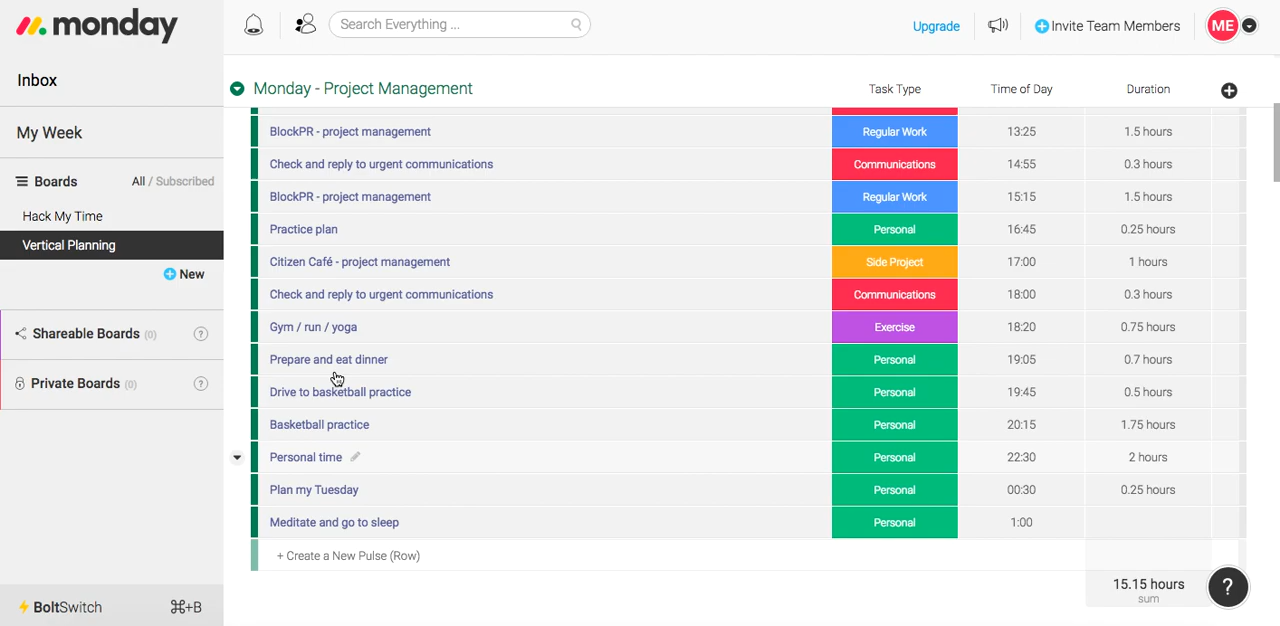 monday
Search Everything ...
Upgrade
Invite Team Members
ME
Inbox
My Week
Boards
All / Subscribed
Hack My Time
Vertical Planning
New
Shareable Boards (0)
?
Private Boards (0)
?
BoltSwitch
⌘+B
Monday - Project Management
Task Type
Time of Day
Duration
BlockPR - project management
Regular Work
13:25
1.5 hours
Check and reply to urgent communications
Communications
14:55
0.3 hours
BlockPR - project management
Regular Work
15:15
1.5 hours
Practice plan
Personal
16:45
0.25 hours
Citizen Café - project management
Side Project
17:00
1 hours
Check and reply to urgent communications
Communications
18:00
0.3 hours
Gym / run / yoga
Exercise
18:20
0.75 hours
Prepare and eat dinner
Personal
19:05
0.7 hours
Drive to basketball practice
Personal
19:45
0.5 hours
Basketball practice
Personal
20:15
1.75 hours
Personal time
Personal
22:30
2 hours
Plan my Tuesday
Personal
00:30
0.25 hours
Meditate and go to sleep
Personal
1:00
+ Create a New Pulse (Row)
15.15 hours
sum
?